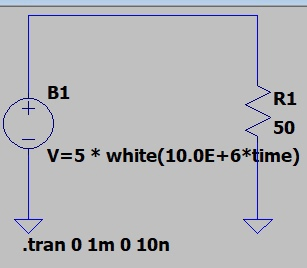 B1
R1
50
V=5 * white(10.0E+6*time)
.tran 0 1m 0 10n